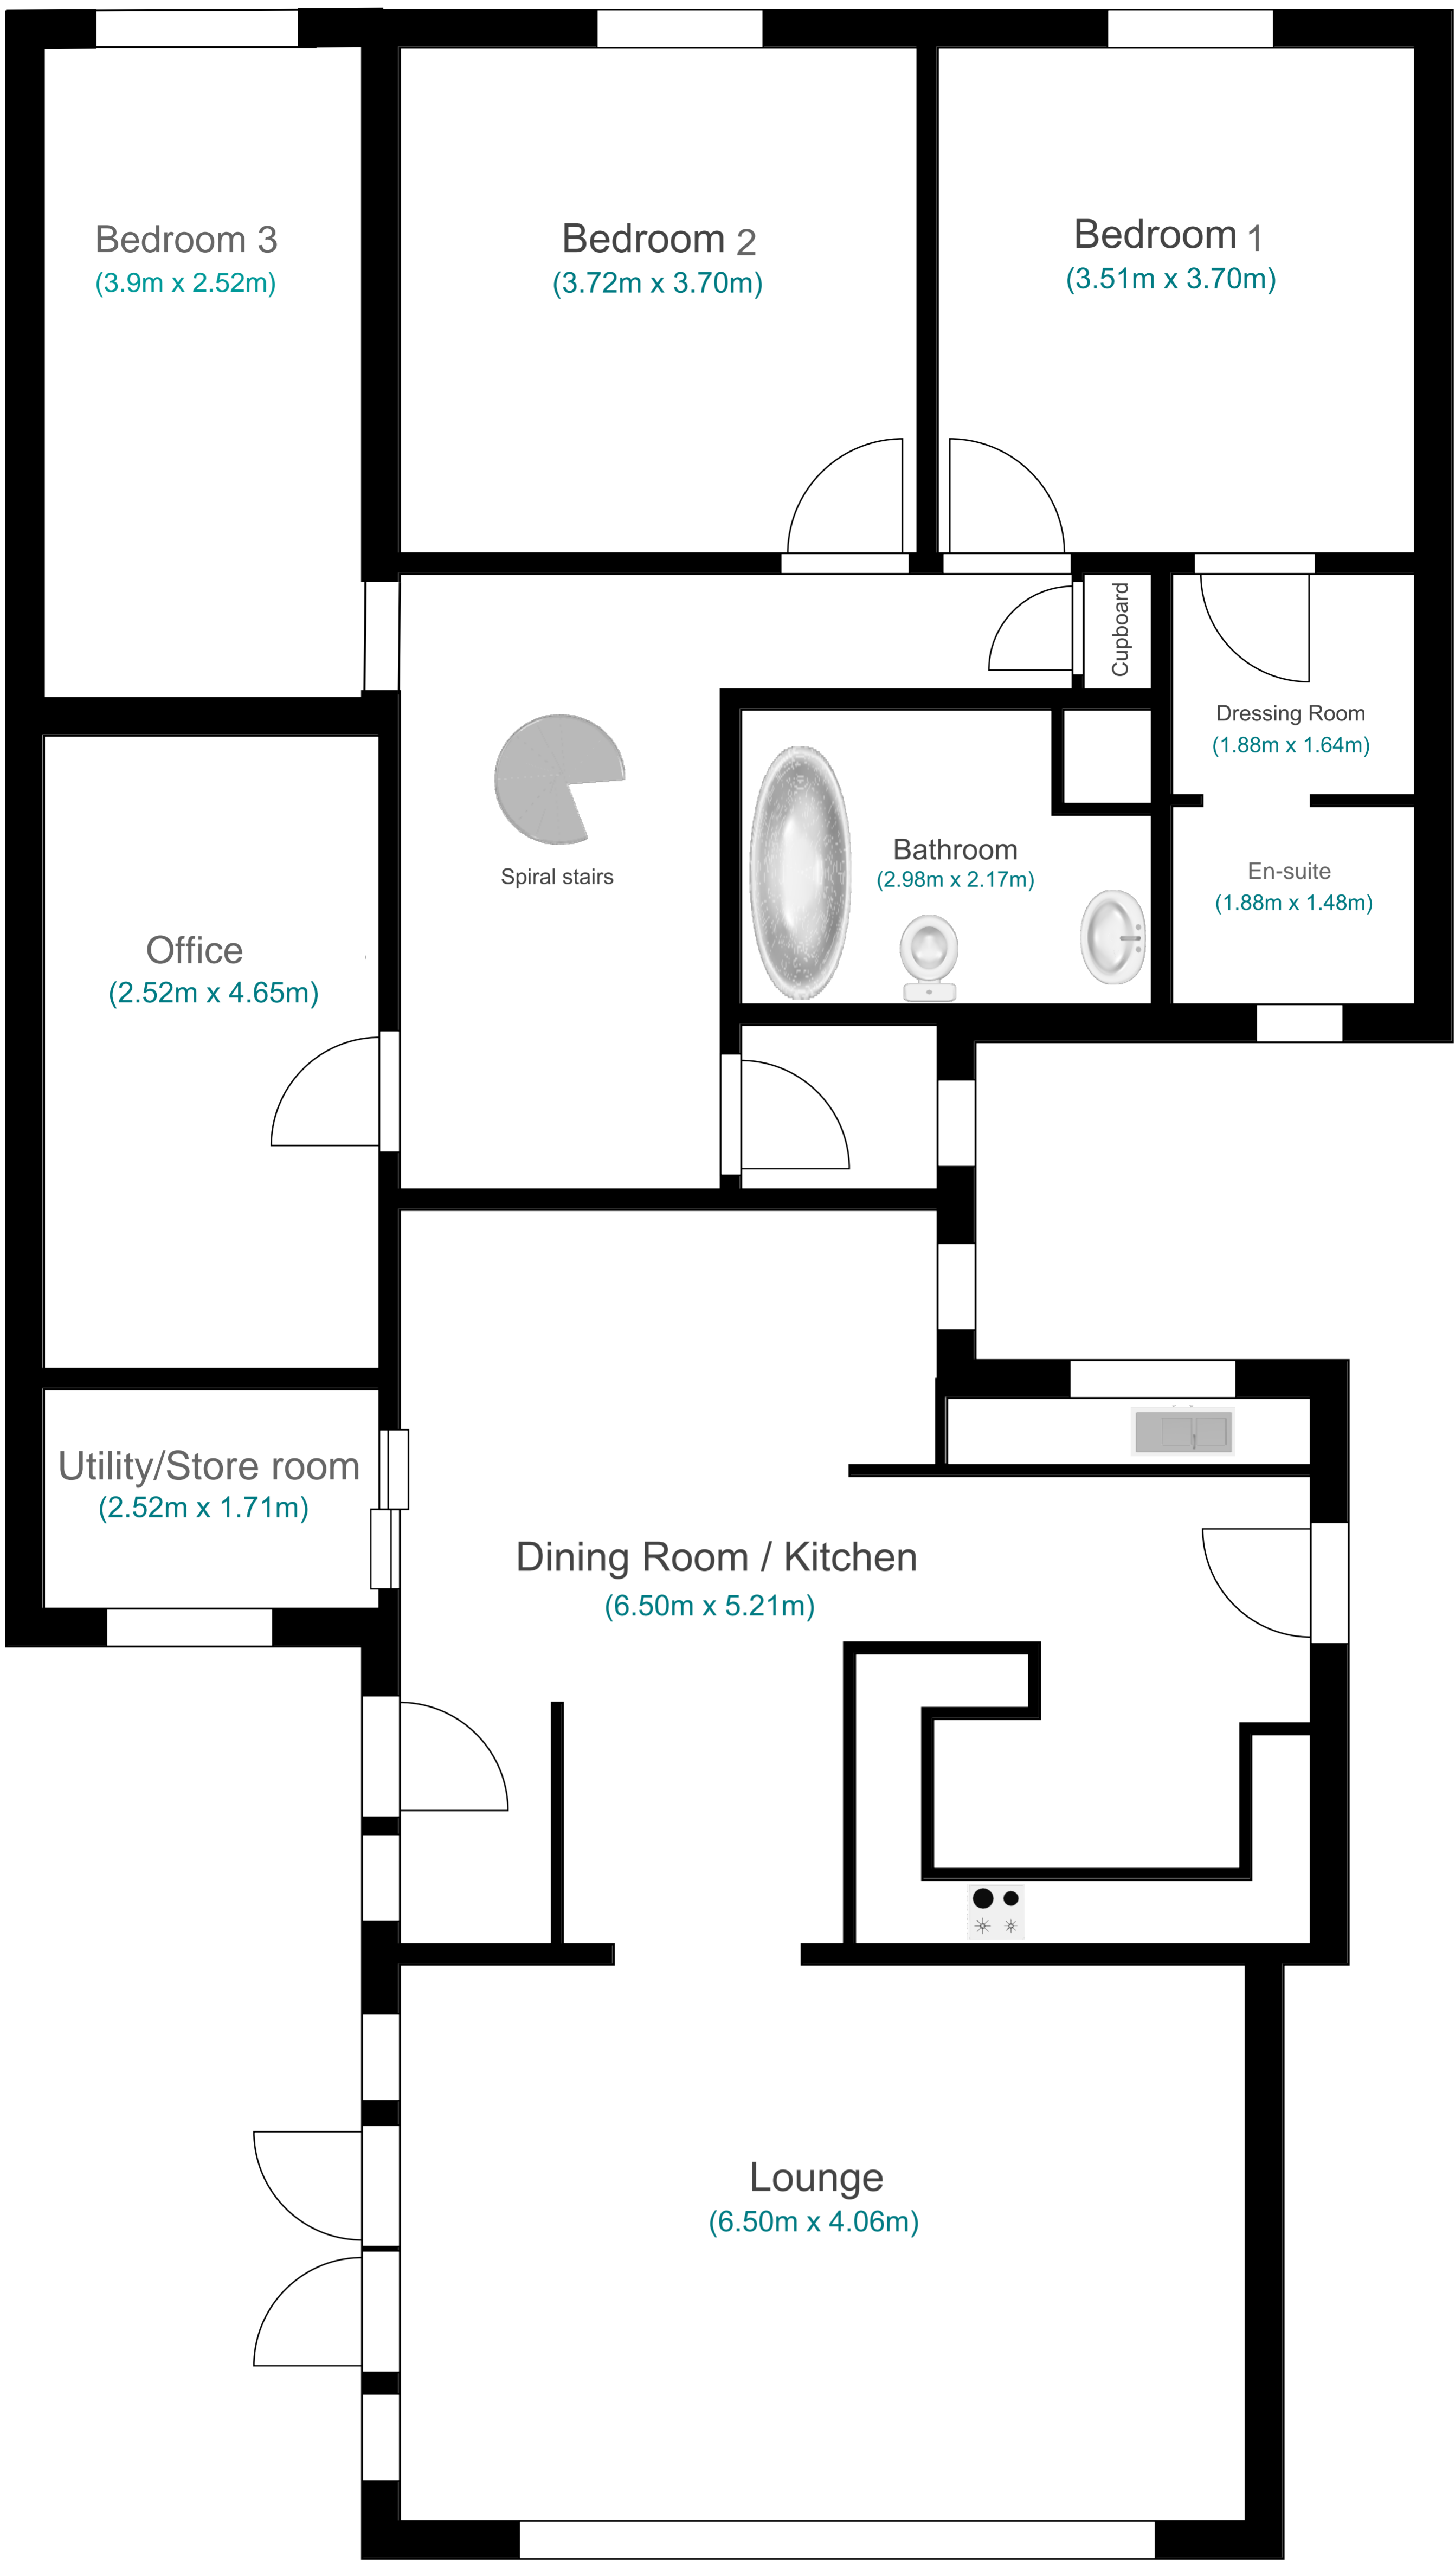 Bedroom 3
(3.9m x 2.52m)
Bedroom 2
(3.72m x 3.70m)
Bedroom 1
(3.51m x 3.70m)
Cupboard
Dressing Room
(1.88m x 1.64m)
Spiral stairs
Bathroom
(2.98m x 2.17m)
En-suite
(1.88m x 1.48m)
Office
(2.52m x 4.65m)
Utility/Store room
(2.52m x 1.71m)
Dining Room / Kitchen
(6.50m x 5.21m)
Lounge
(6.50m x 4.06m)